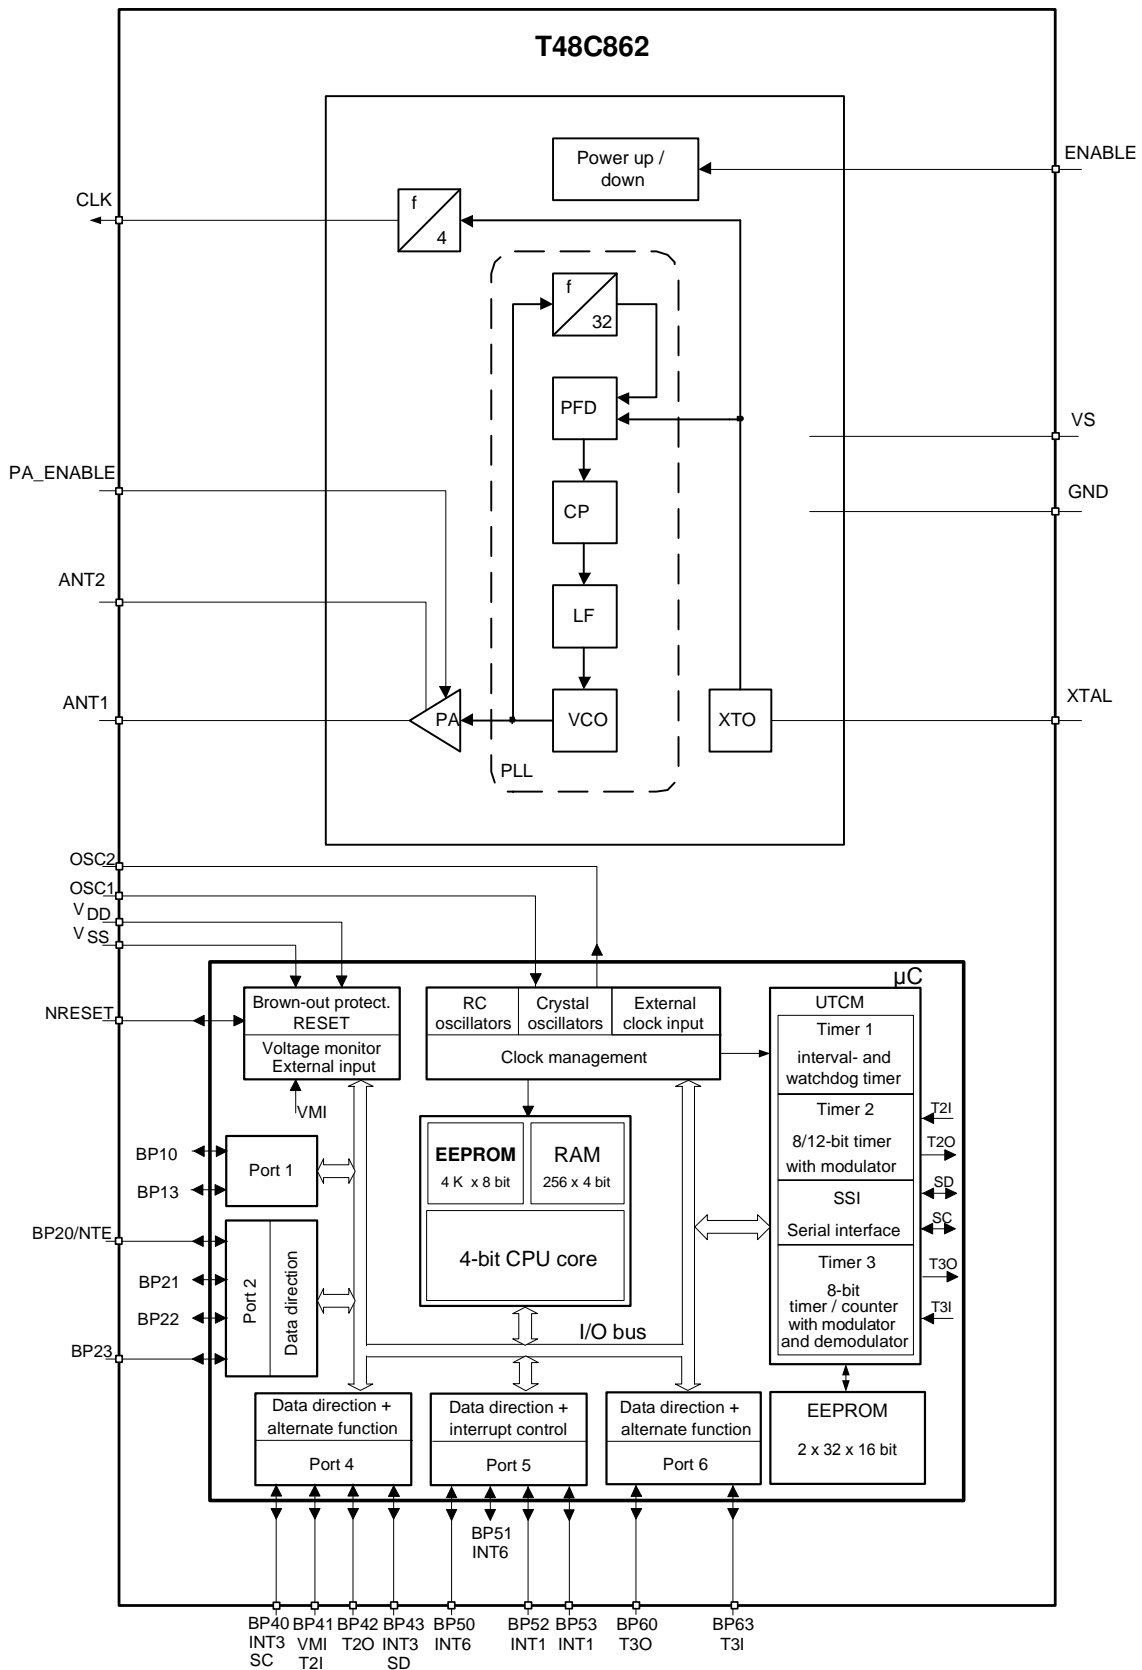 T48C862
Power up /
down
ENABLE
CLK
f
4
f
32
PFD
VS
PA_ENABLE
CP
GND
ANT2
LF
ANT1
PA
VCO
XTO
XTAL
PLL
OSC2
OSC1
V DD
V SS
µC
NRESET
Brown-out protect.
RESET
Voltage monitor
External input
RC
oscillators
Crystal
oscillators
External
clock input
Clock management
UTCM
Timer 1
interval- and
watchdog timer
VMI
Timer 2
8/12-bit timer
with modulator
T2I
T2O
BP10
BP13
Port 1
EEPROM
4 K x 8 bit
RAM
256 x 4 bit
SSI
Serial interface
SD
SC
BP20/NTE
BP21
BP22
BP23
Port 2
Data direction
4-bit CPU core
Timer 3
8-bit
timer / counter
with modulator
and demodulator
T3O
T3I
I/O bus
Data direction +
alternate function
Port 4
Data direction +
interrupt control
Port 5
Data direction +
alternate function
Port 6
EEPROM
2 x 32 x 16 bit
BP51
INT6
BP40
INT3
SC
BP41
VMI
T2I
BP42
T2O
BP43
INT3
SD
BP50
INT6
BP52
INT1
BP53
INT1
BP60
T3O
BP63
T3I